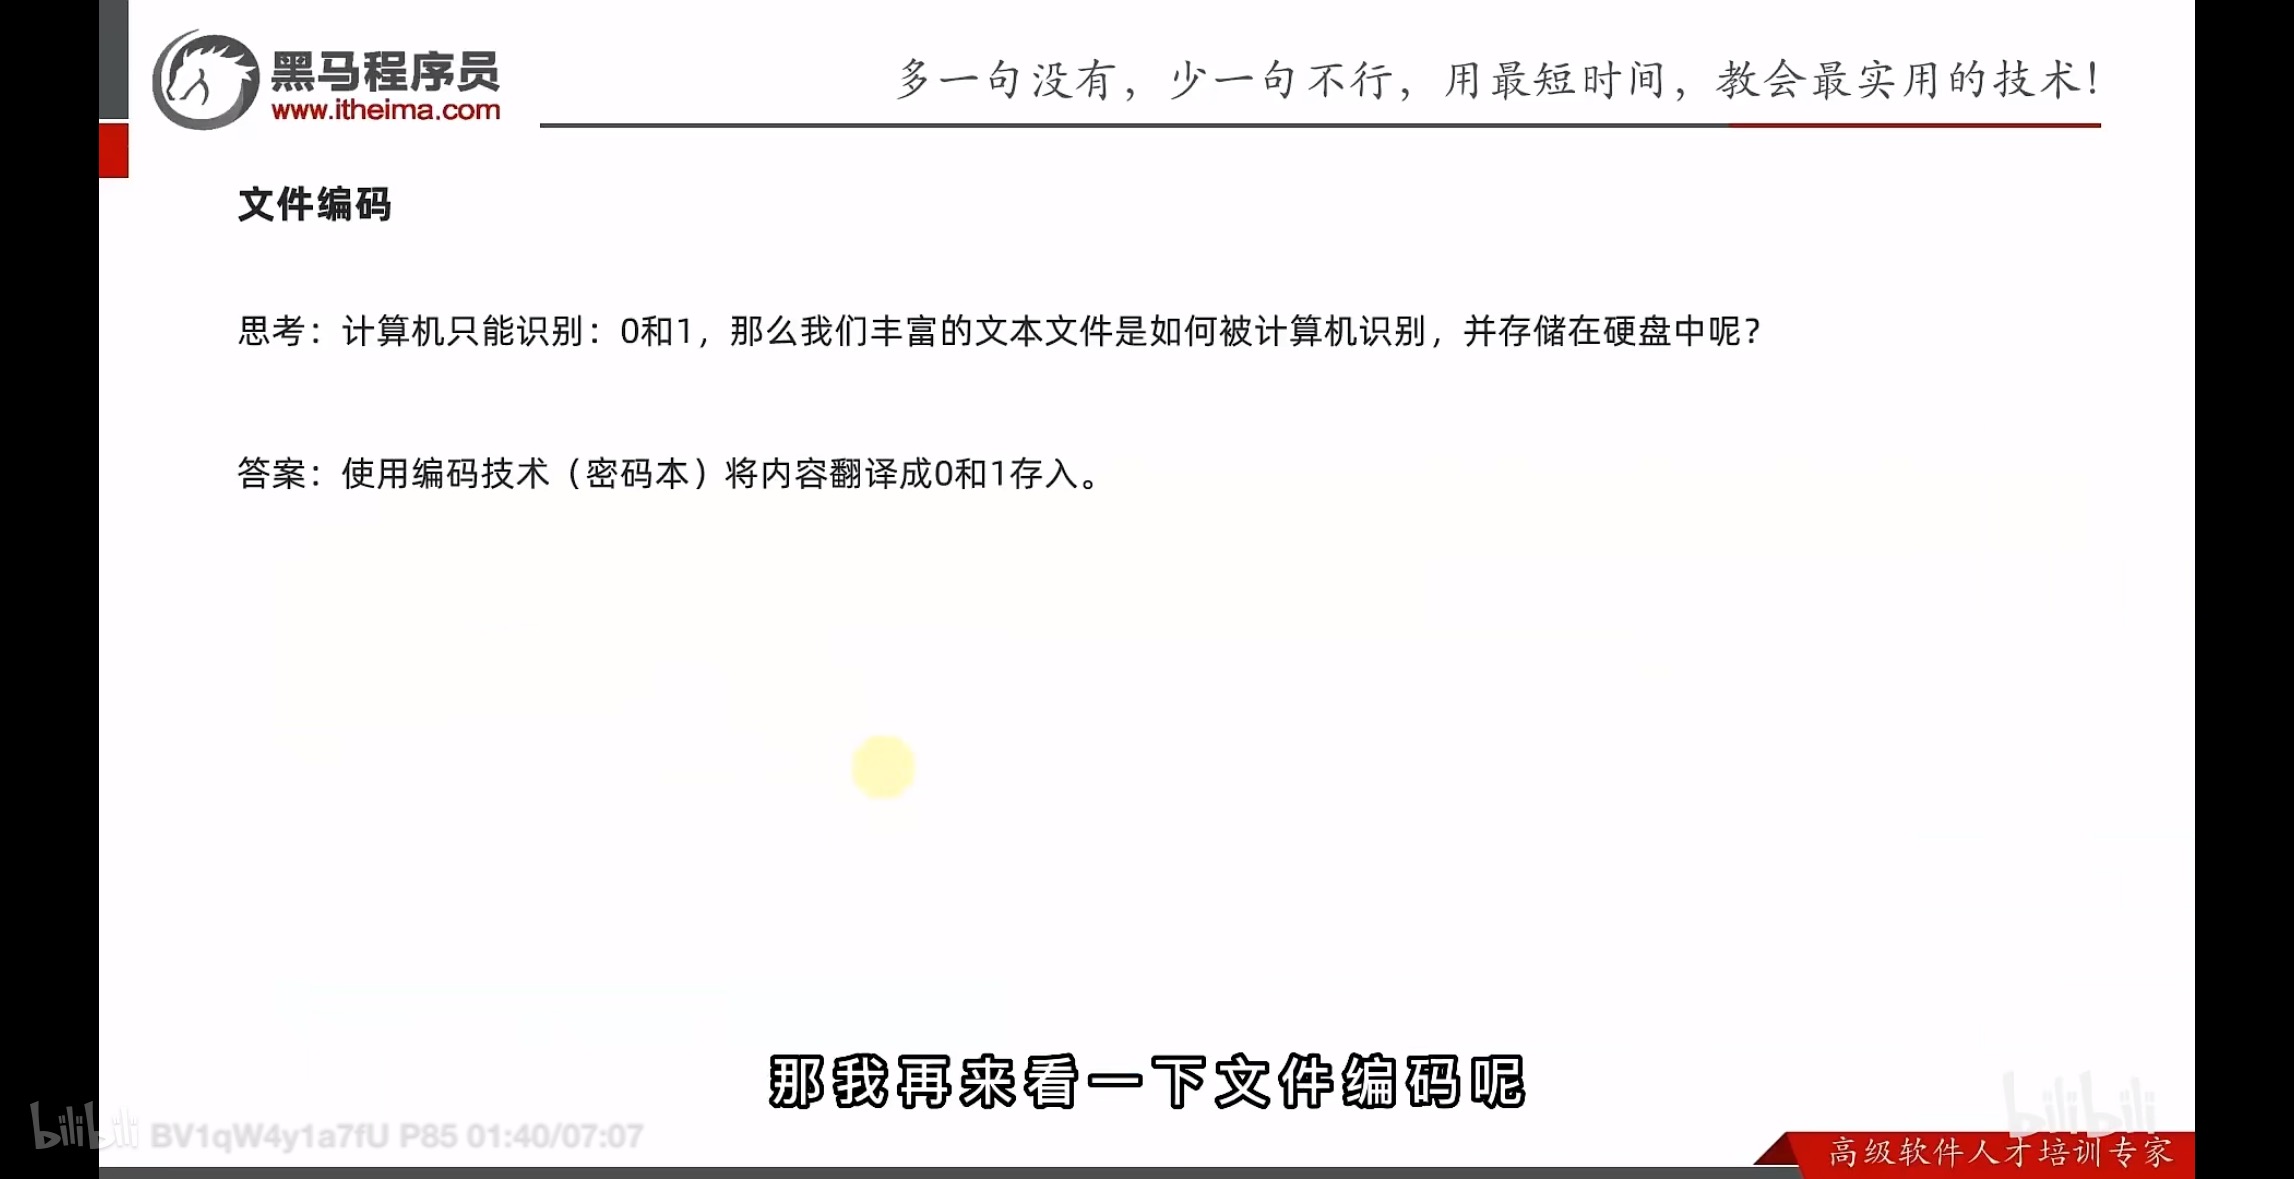 黑马程序员
www.itheima.com
多一句没有，少一句不行，用最短时间，教会最实用的技术！
文件编码
思考：计算机只能识别：0和1，那么我们丰富的文本文件是如何被计算机识别，并存储在硬盘中呢？
答案：使用编码技术（密码本）将内容翻译成0和1存入。
那我再来看一下文件编码呢
bilibili BV1qW4y1a7fU P85 01:40/07:07
bilibili
高级软件人才培训专家